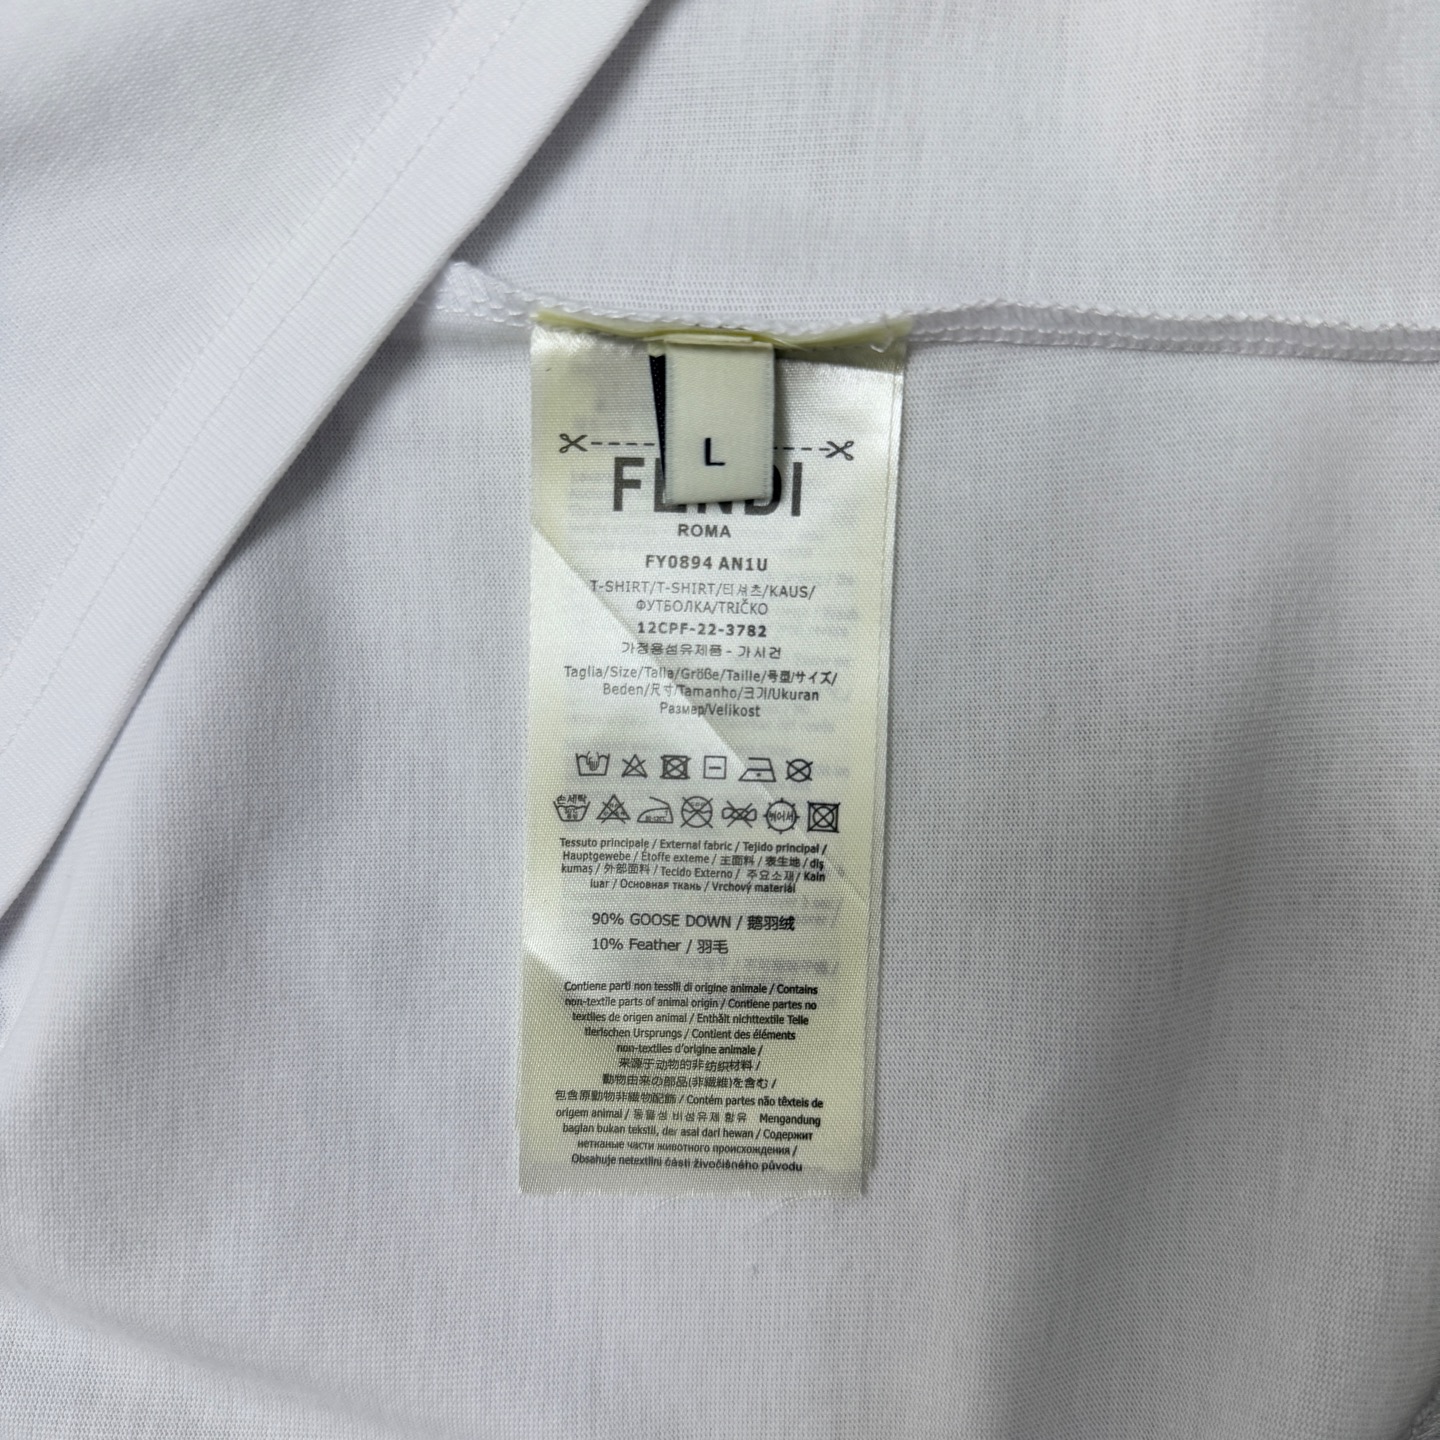 L
FENDI
ROMA
FY0894 AN1U
T-SHIRT/T-SHIRT/티셔츠/KAUS/
ФУТБОЛКА/TRIČKO
12CPF-22-3782
가정용섬유제품 - 가시건
Taglia/Size/Talla/Größe/Taille/号型/サイズ/
Beden/尺寸/Tamanho/크기/Ukuran
Размер/Velikost
손세탁
Tessuto principale / External fabric / Tejido principal /
Hauptgewebe / Étoffe externe / 主面料 / 表生地 / dış
kumaş / 外部面料 / Tecido Externo / 주요소재 / Kain
luar / Основная ткань / Vrchový materiál
90% GOOSE DOWN / 鹅羽绒
10% Feather / 羽毛
Contiene parti non tessili di origine animale / Contains
non-textile parts of animal origin / Contiene partes no
textiles de origen animal / Enthält nichttextile Teile
tierischen Ursprungs / Contient des éléments
non-textiles d'origine animale /
来源于动物的非纺织材料 /
動物由来の部品(非繊維)を含む /
包含原動物非織物配飾 / Contém partes não têxteis de
origem animal / 동물성 비섬유제 함유 Mengandung
bagian bukan tekstil, der asal dari hewan / Содержит
нетканые части животного происхождения /
Obsahuje netextilní části živočišného původu